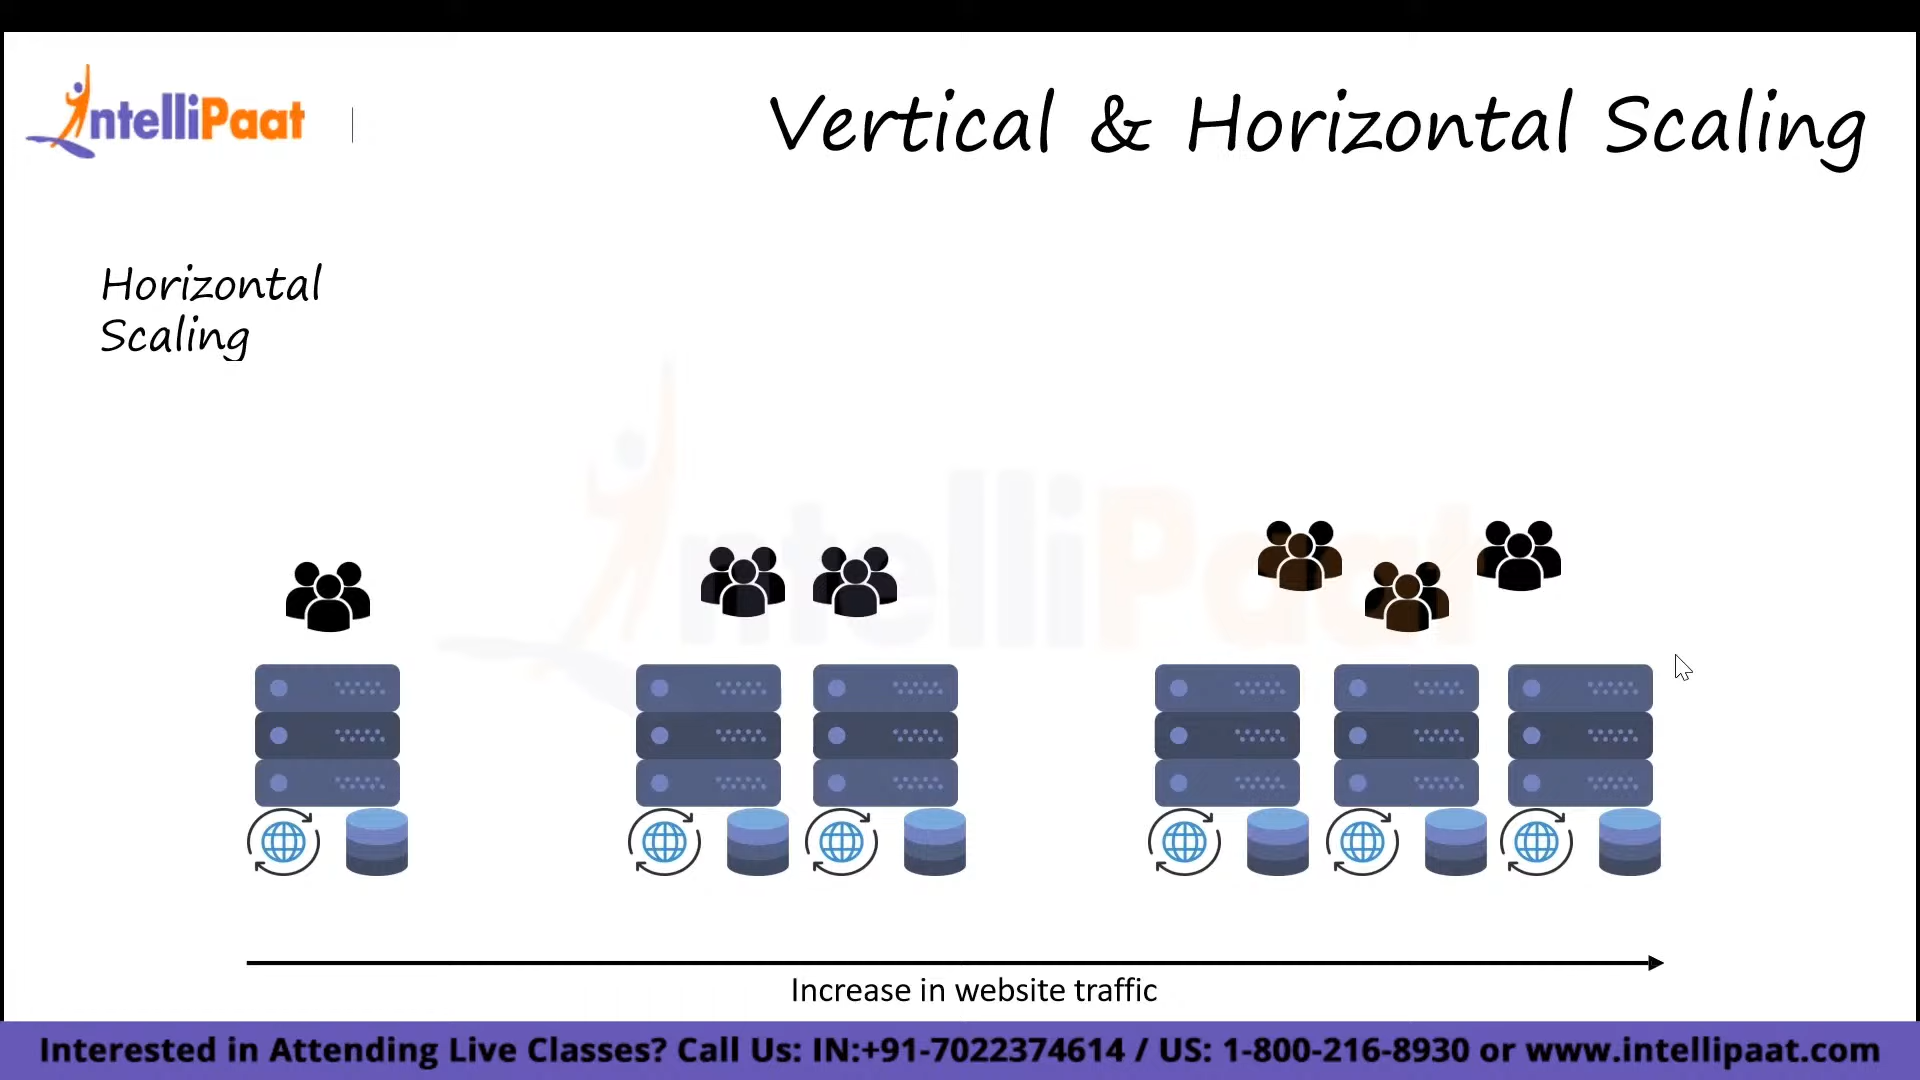 IntelliPaat
Vertical & Horizontal Scaling
Horizontal
Scaling
IntelliPaat
Increase in website traffic
Interested in Attending Live Classes? Call Us: IN:+91-7022374614 / US: 1-800-216-8930 or www.intellipaat.com